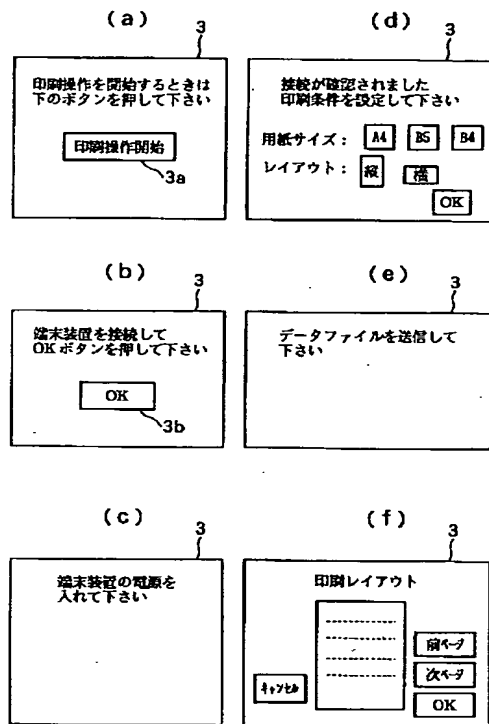 (a)
3
印刷操作を開始するときは
下のボタンを押して下さい
印刷操作開始
3a
(b)
3
端末装置を接続して
OKボタンを押して下さい
OK
3b
(c)
3
端末装置の電源を
入れて下さい
(d)
3
接続が確認されました
印刷条件を設定して下さい
用紙サイズ： A4 B5 B4
レイアウト： 縦 横
OK
(e)
3
データファイルを送信して
下さい
(f)
3
印刷レイアウト
前ページ
次ページ
キャンセル
OK